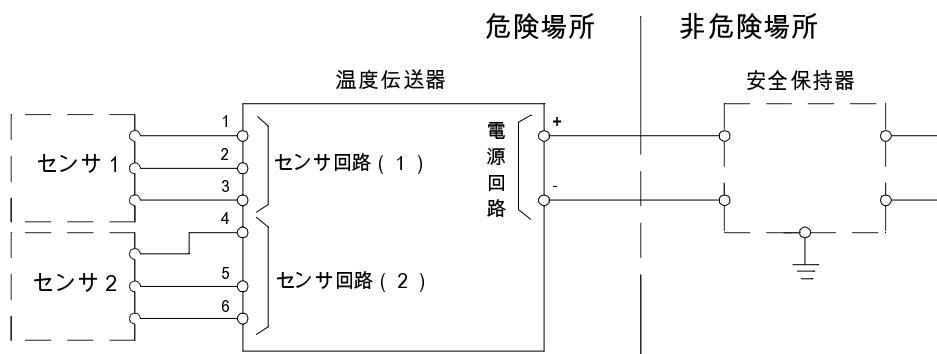 危険場所
非危険場所
温度伝送器
安全保持器
センサ1
センサ2
1
2
3
4
5
6
センサ回路(1)
センサ回路(2)
電源回路
+
-